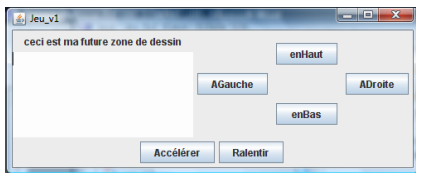 Jeu_v1
ceci est ma future zone de dessin
enHaut
AGauche
ADroite
enBas
Accélérer
Ralentir